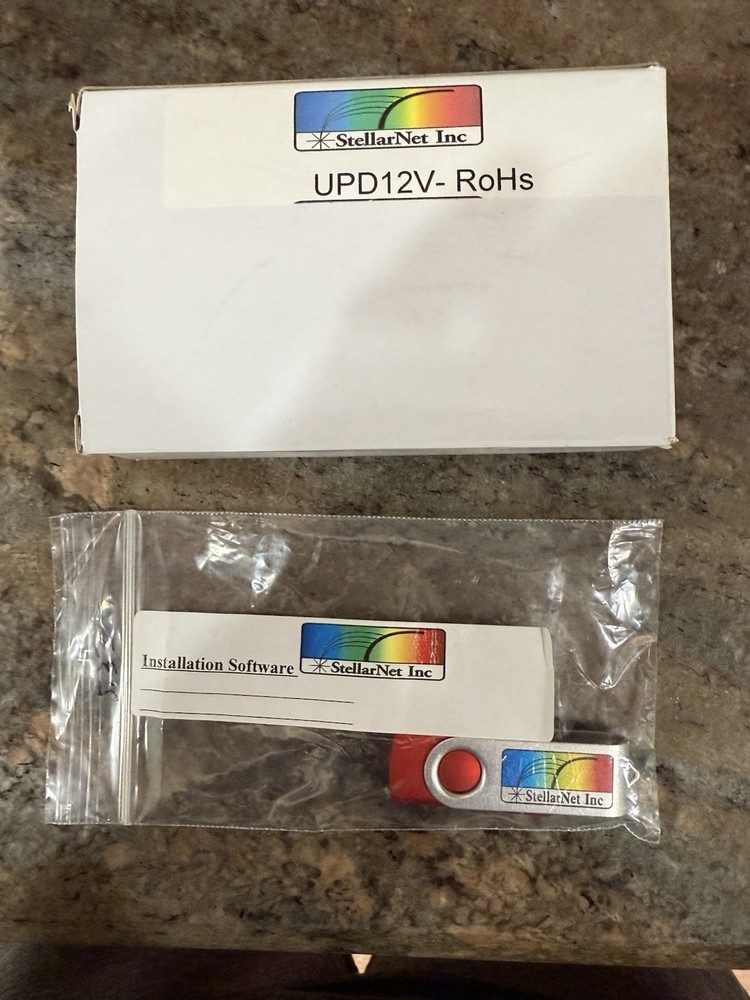 StellarNet Inc
UPD12V- RoHs
Installation Software
StellarNet Inc
StellarNet Inc